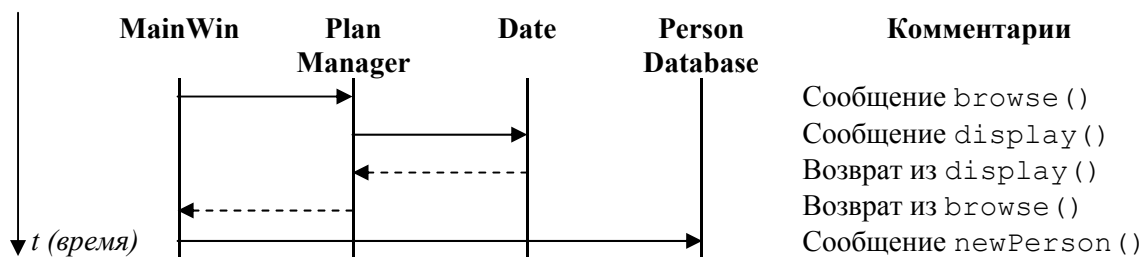 MainWin Plan Date Person Комментарии
Manager Database
Сообщение browse()
Сообщение display()
Возврат из display()
Возврат из browse()
t (время) Сообщение newPerson()